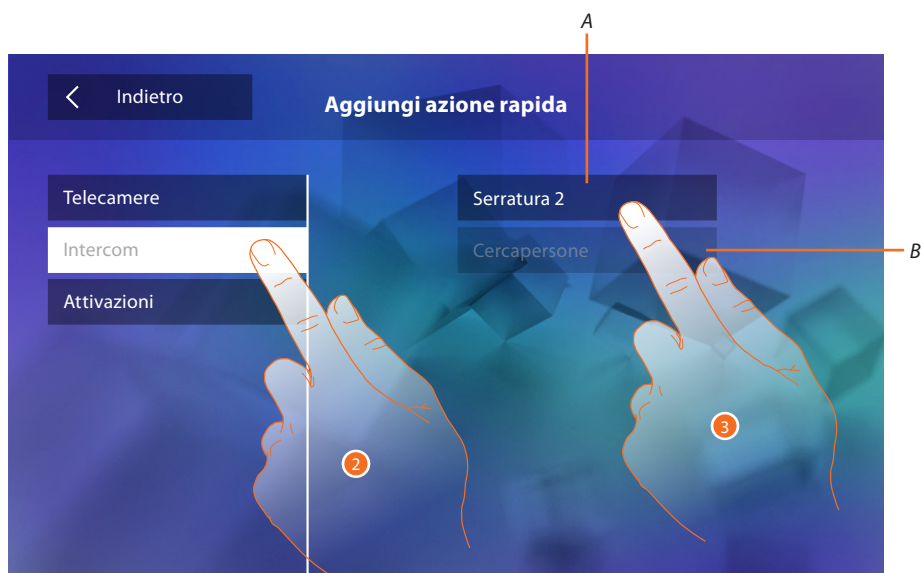 A
Indietro
Aggiungi azione rapida
Telecamere
Serratura 2
Intercom
Cercapersone
B
Attivazioni
3
2